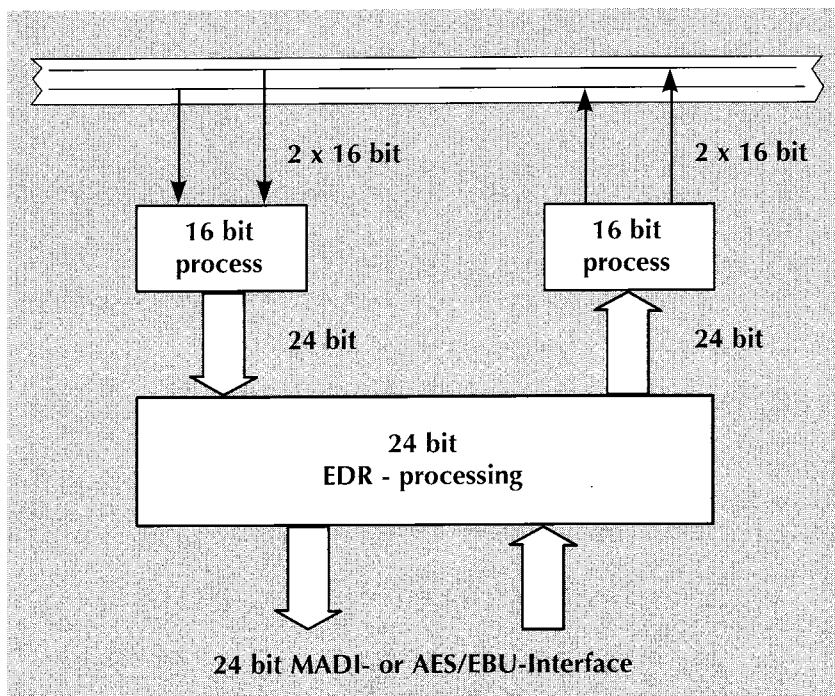 2 x 16 bit
2 x 16 bit
16 bit
process
16 bit
process
24 bit
24 bit
24 bit
EDR - processing
24 bit MADI- or AES/EBU-Interface